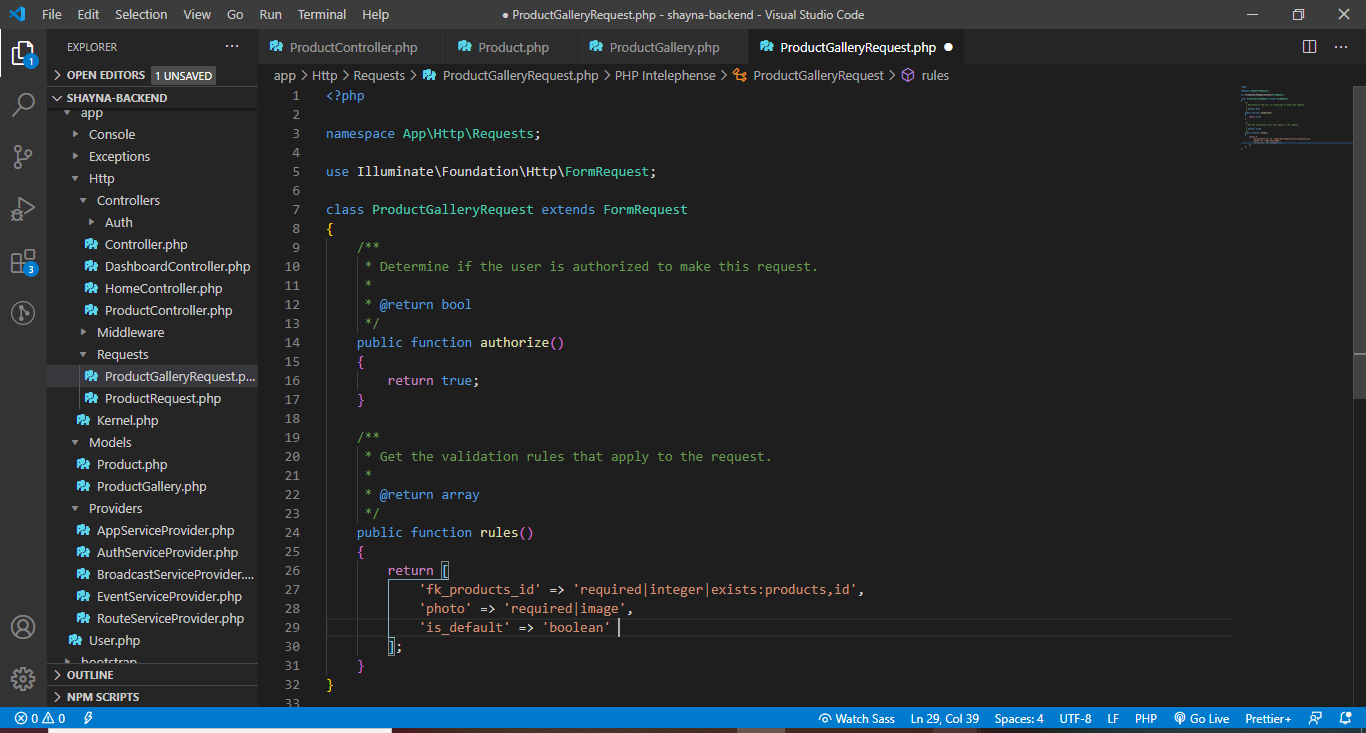 File Edit Selection View Go Run Terminal Help
● ProductGalleryRequest.php - shayna-backend - Visual Studio Code
EXPLORER
OPEN EDITORS 1 UNSAVED
SHAYNA-BACKEND
app
Console
Exceptions
Http
Controllers
Auth
Controller.php
DashboardController.php
HomeController.php
ProductController.php
Middleware
Requests
ProductGalleryRequest.p...
ProductRequest.php
Kernel.php
Models
Product.php
ProductGallery.php
Providers
AppServiceProvider.php
AuthServiceProvider.php
BroadcastServiceProvider....
EventServiceProvider.php
RouteServiceProvider.php
User.php
bootstrap
OUTLINE
NPM SCRIPTS
1
3
ProductController.php Product.php ProductGallery.php ProductGalleryRequest.php ●
app > Http > Requests > ProductGalleryRequest.php > PHP Intelephense > ProductGalleryRequest > rules
1 <?php
2
3 namespace App\Http\Requests;
4
5 use Illuminate\Foundation\Http\FormRequest;
6
7 class ProductGalleryRequest extends FormRequest
8 {
9 /**
10 * Determine if the user is authorized to make this request.
11 *
12 * @return bool
13 */
14 public function authorize()
15 {
16 return true;
17 }
18
19 /**
20 * Get the validation rules that apply to the request.
21 *
22 * @return array
23 */
24 public function rules()
25 {
26 return [
27 'fk_products_id' => 'required|integer|exists:products,id',
28 'photo' => 'required|image',
29 'is_default' => 'boolean'
30 ];
31 }
32 }
33
0 0 Watch Sass Ln 29, Col 39 Spaces: 4 UTF-8 LF PHP Go Live Prettier+